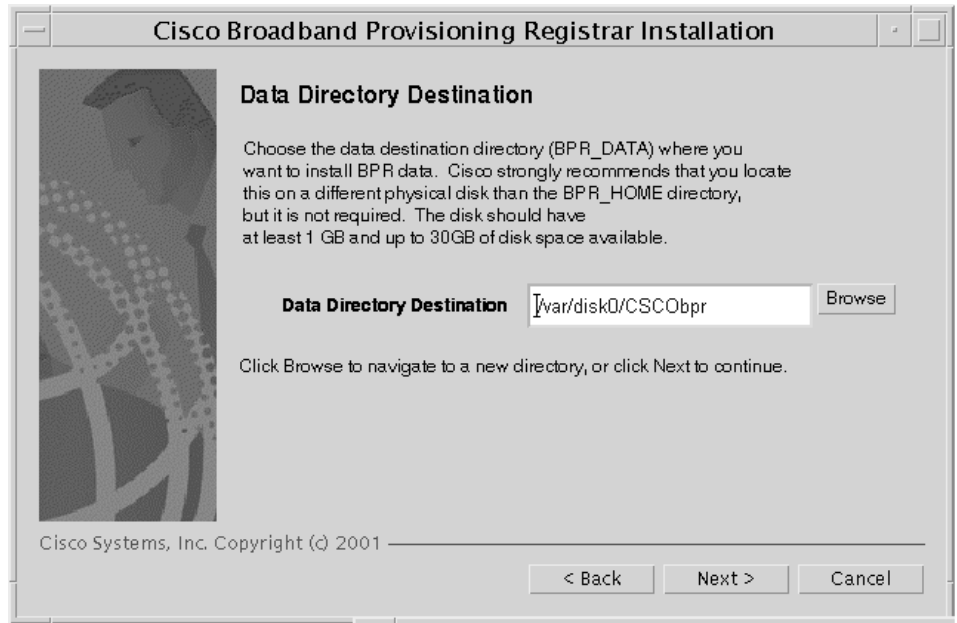 Cisco Broadband Provisioning Registrar Installation
Data Directory Destination
Choose the data destination directory (BPR_DATA) where you
want to install BPR data. Cisco strongly recommends that you locate
this on a different physical disk than the BPR_HOME directory,
but it is not required. The disk should have
at least 1 GB and up to 30GB of disk space available.
Data Directory Destination /var/disk0/CSCObpr Browse
Click Browse to navigate to a new directory, or click Next to continue.
Cisco Systems, Inc. Copyright (c) 2001
< Back Next > Cancel